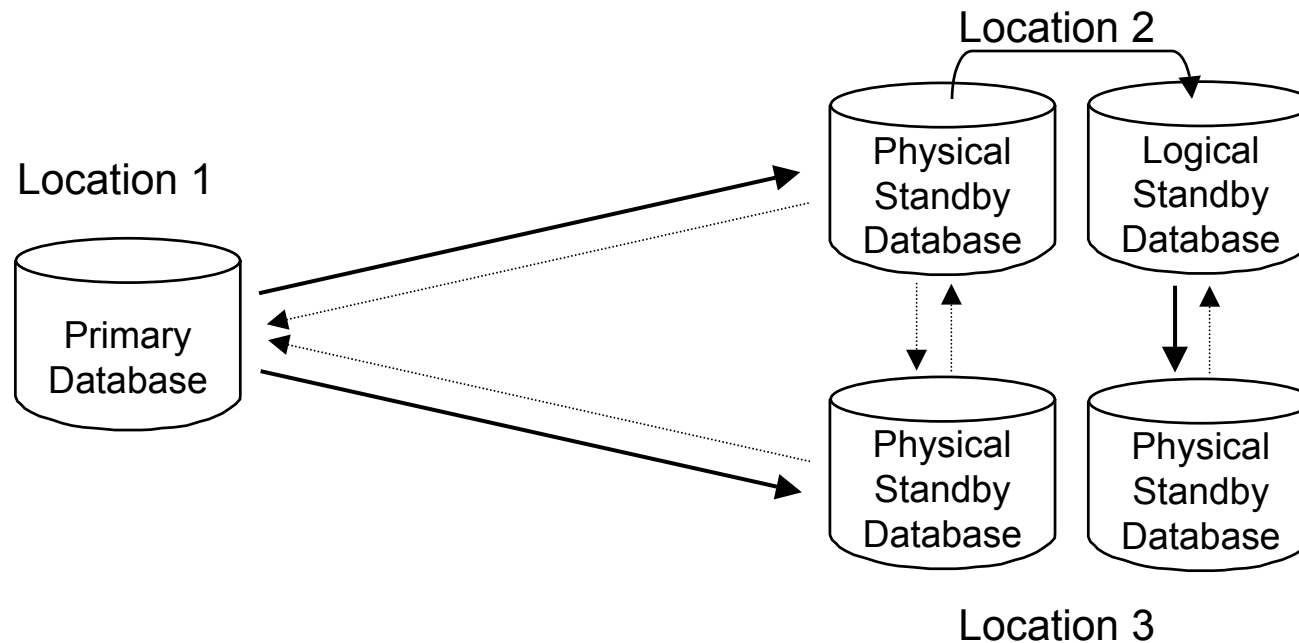 Location 2
Location 1
Physical
Standby
Database
Logical
Standby
Database
Primary
Database
Physical
Standby
Database
Physical
Standby
Database
Location 3